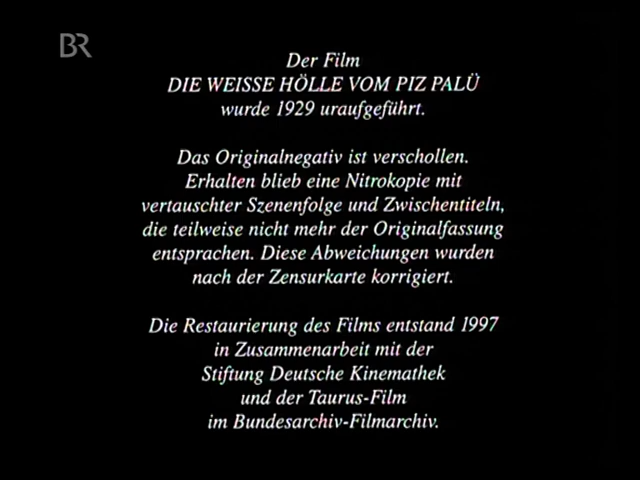 BR
Der Film
DIE WEISSE HÖLLE VOM PIZ PALÜ
wurde 1929 uraufgeführt.
Das Originalnegativ ist verschollen.
Erhalten blieb eine Nitrokopie mit
vertauschter Szenenfolge und Zwischentiteln,
die teilweise nicht mehr der Originalfassung
entsprachen. Diese Abweichungen wurden
nach der Zensurkarte korrigiert.
Die Restaurierung des Films entstand 1997
in Zusammenarbeit mit der
Stiftung Deutsche Kinemathek
und der Taurus-Film
im Bundesarchiv-Filmarchiv.